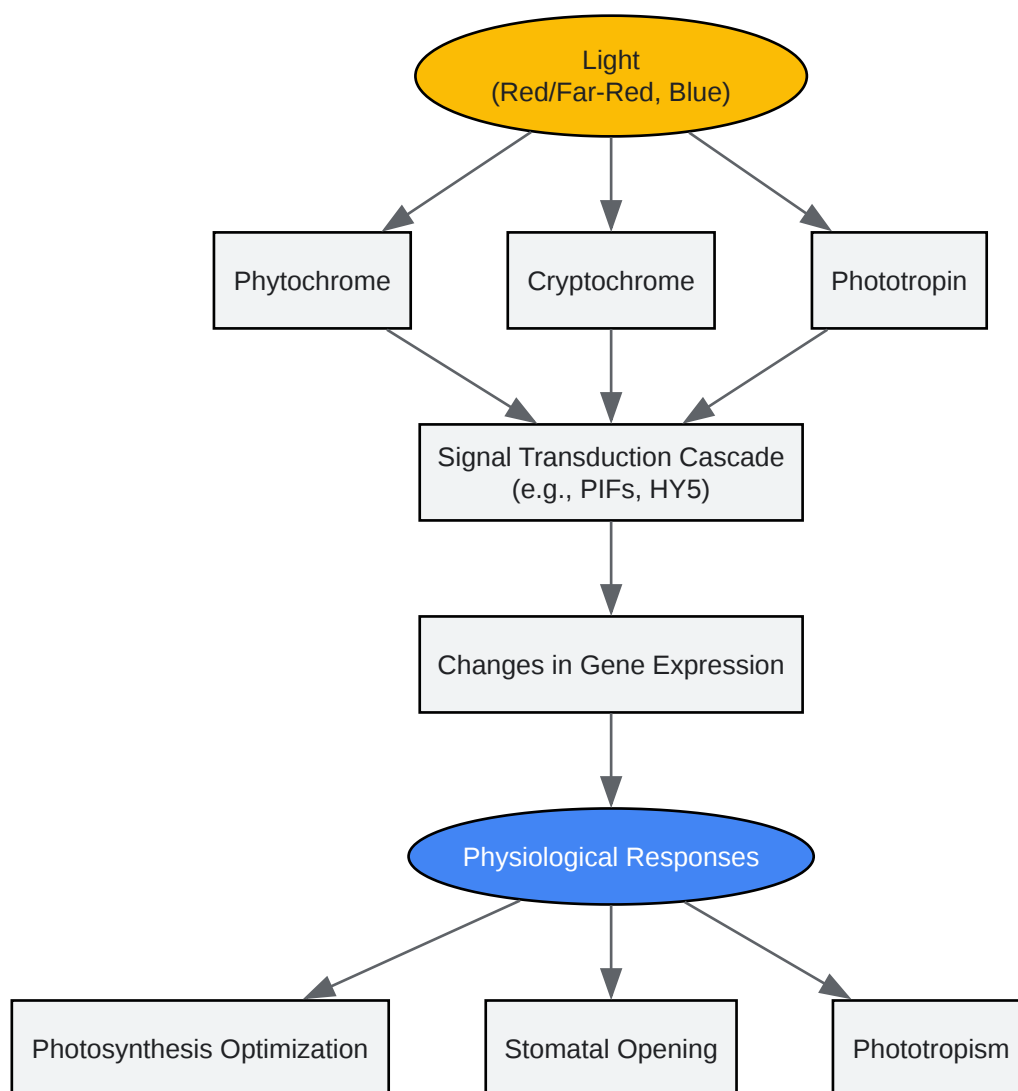 Light
(Red/Far-Red, Blue)
Phytochrome
Cryptochrome
Phototropin
Signal Transduction Cascade
(e.g., PIFs, HY5)
Changes in Gene Expression
Physiological Responses
Photosynthesis Optimization
Stomatal Opening
Phototropism